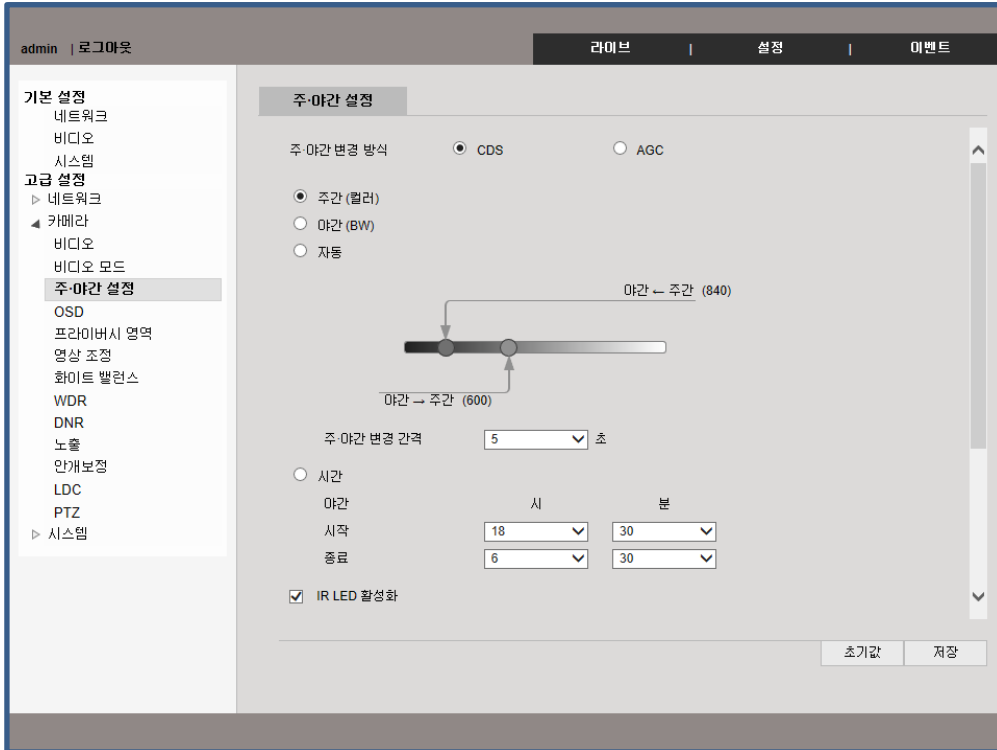 admin | 로그아웃
라이브 | 설정 | 이벤트
기본 설정
네트워크
비디오
시스템
고급 설정
네트워크
카메라
비디오
비디오 모드
주·야간 설정
OSD
프라이버시 영역
영상 조정
화이트 밸런스
WDR
DNR
노출
안개보정
LDC
PTZ
시스템
주·야간 설정
주·야간 변경 방식 CDS AGC
주간 (컬러)
야간 (BW)
자동
야간 ← 주간 (840)
야간 → 주간 (600)
주·야간 변경 간격 5 초
시간
야간 시 분
시작 18 30
종료 6 30
IR LED 활성화
초기값 저장